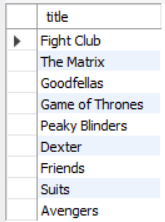 title
Fight Club
The Matrix
Goodfellas
Game of Thrones
Peaky Blinders
Dexter
Friends
Suits
Avengers